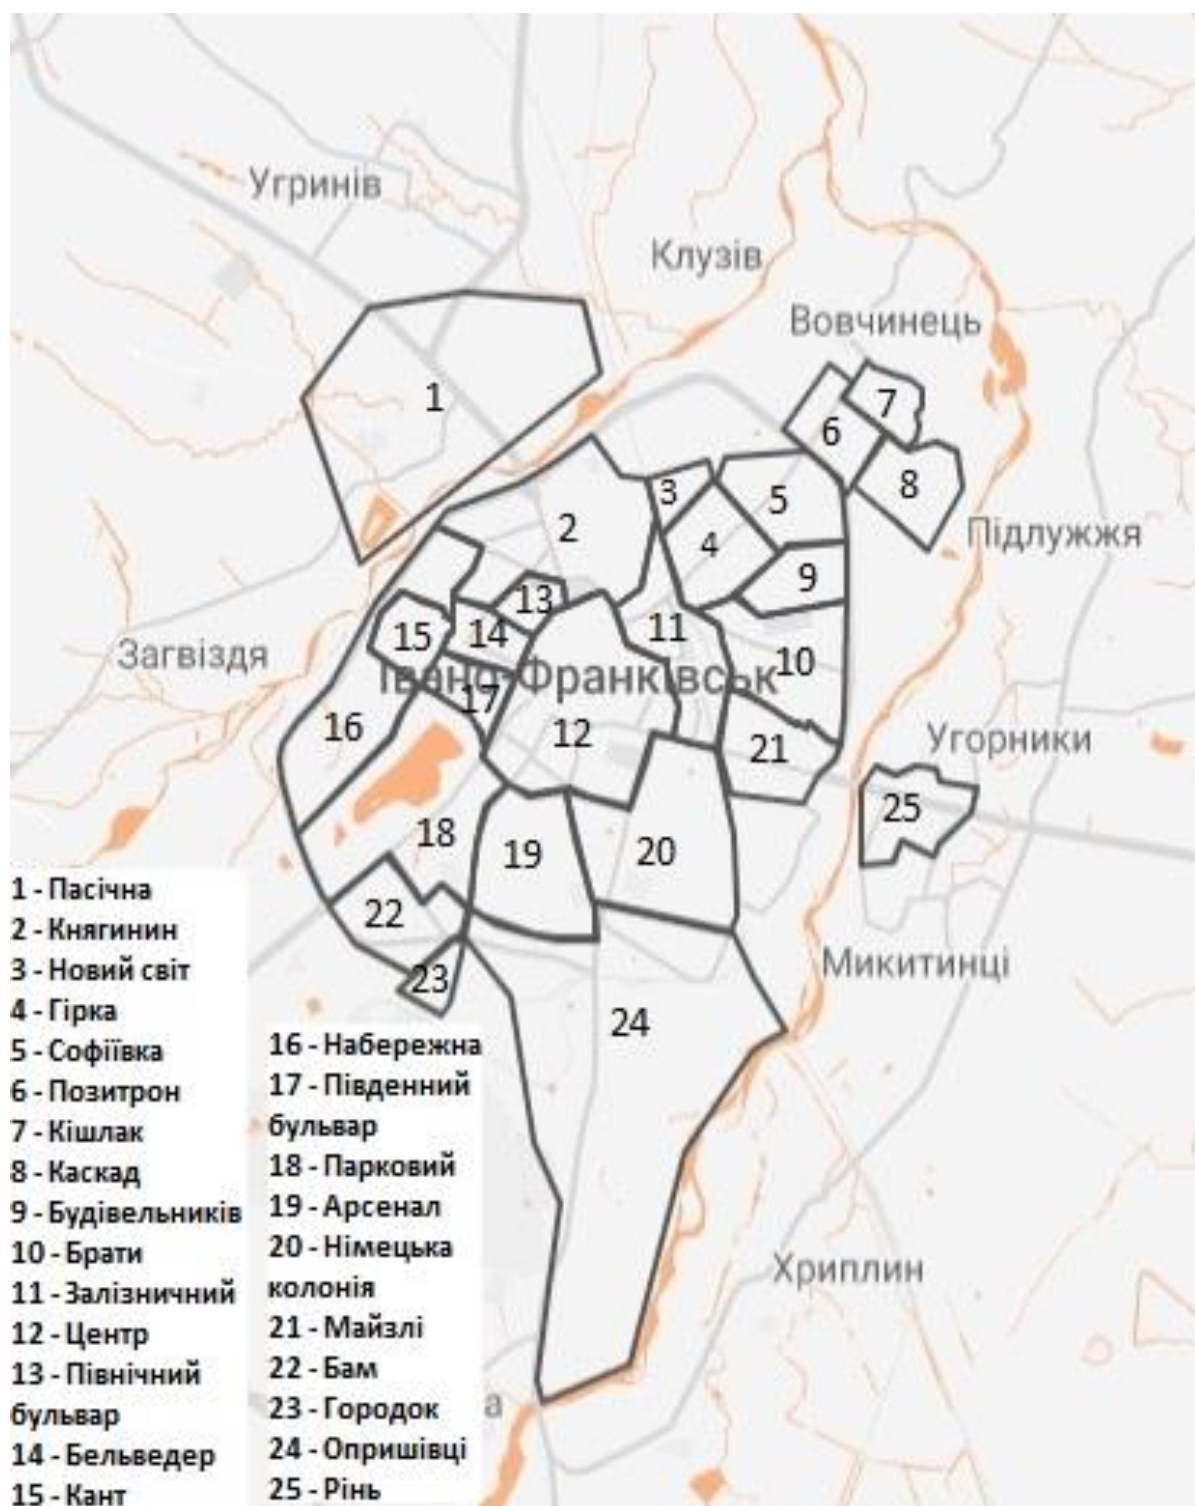 Угринів
Клузів
Вовчинець
1
7
6
3
8
5
2
4
Підлужжя
9
13
15
14
11
Загвіздя
10
Івано-Франківськ
17
16
12
21
Угорники
25
18
19
20
22
Микитинці
23
24
Хриплин
а
1 - Пасічна
2 - Княгинин
3 - Новий світ
4 - Гірка
5 - Софіївка
6 - Позитрон
7 - Кішлак
8 - Каскад
9 - Будівельників
10 - Брати
11 - Залізничний
12 - Центр
13 - Північний
бульвар
14 - Бельведер
15 - Кант
16 - Набережна
17 - Південний
бульвар
18 - Парковий
19 - Арсенал
20 - Німецька
колонія
21 - Майзлі
22 - Бам
23 - Городок
24 - Опришівці
25 - Рінь